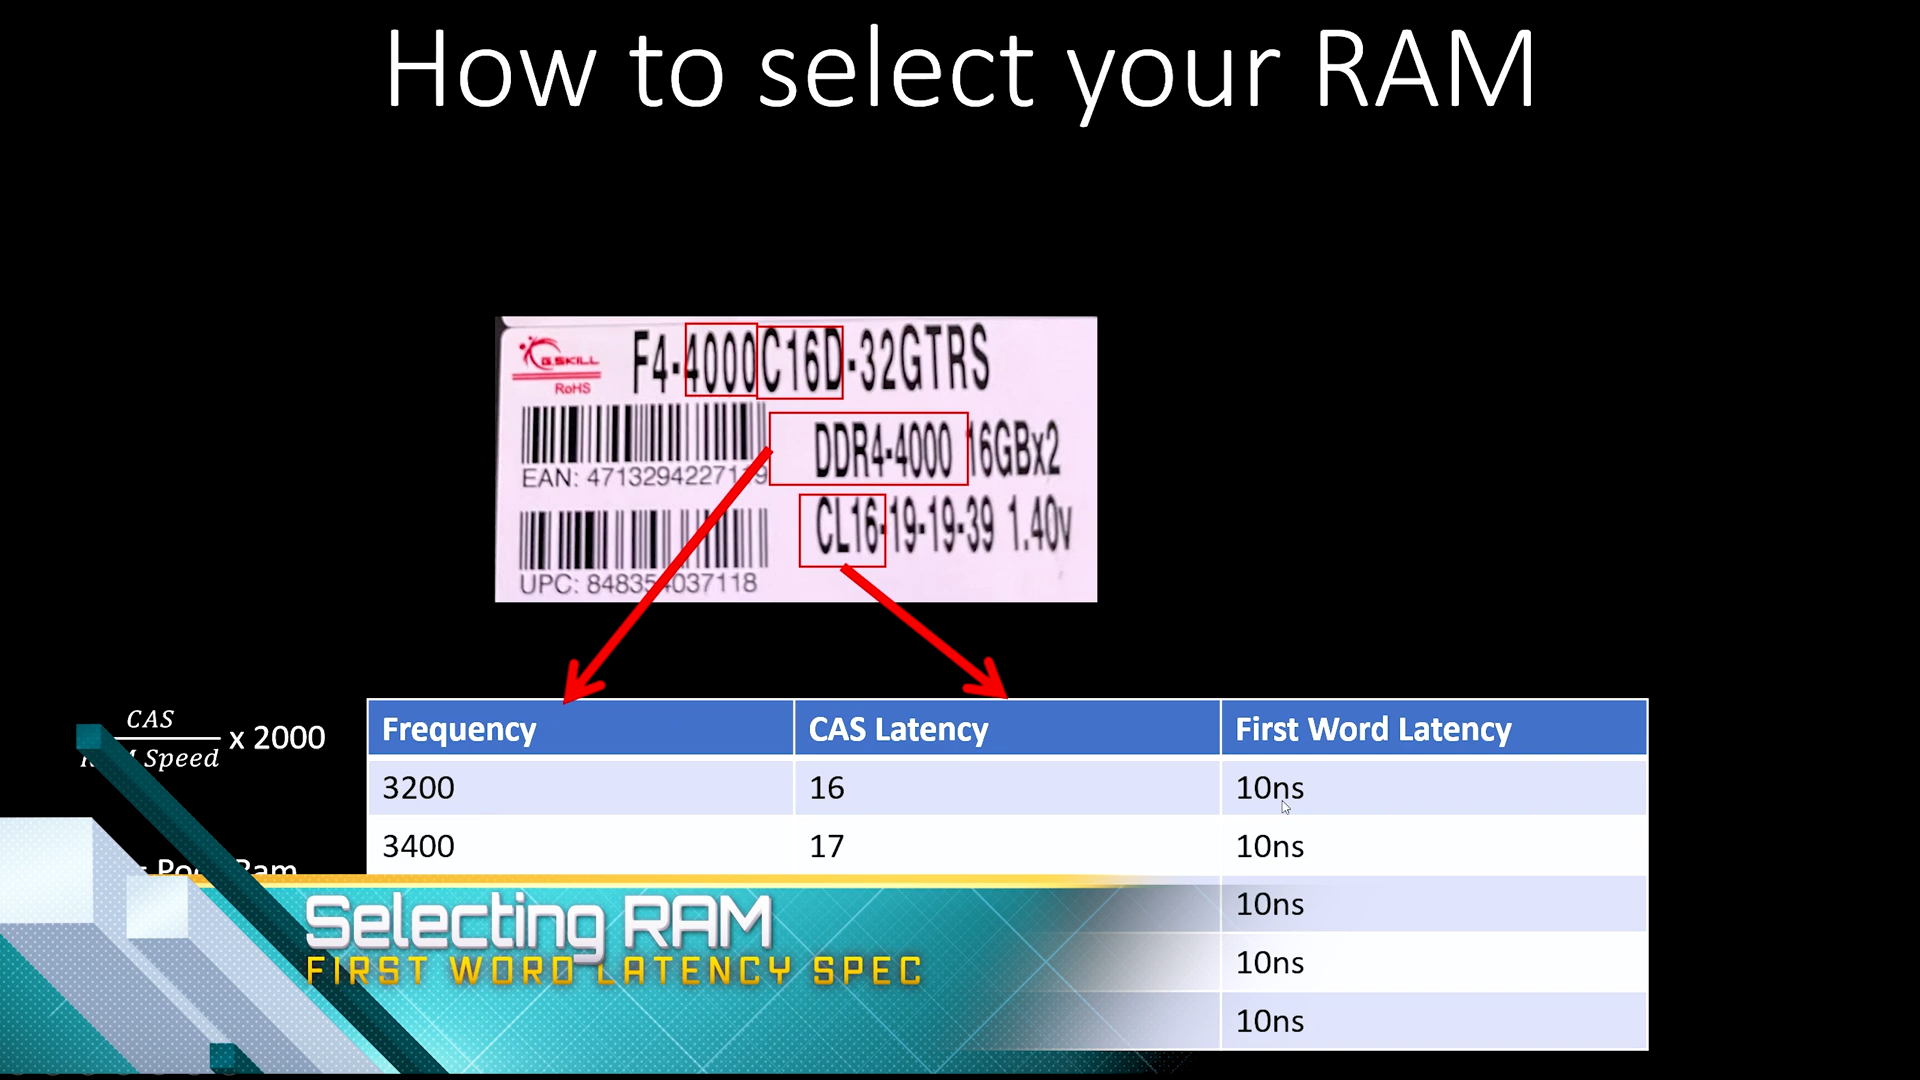 How to select your RAM
G.SKILL
RoHS
F4-4000C16D-32GTRS
DDR4-4000 16GBx2
EAN: 4713294227119
CL16-19-19-39 1.40v
UPC: 848354037118
CAS
Speed
x 2000
Frequency CAS Latency First Word Latency
3200 16 10ns
3400 17 10ns
10ns
10ns
10ns
Selecting RAM
FIRST WORD LATENCY SPEC